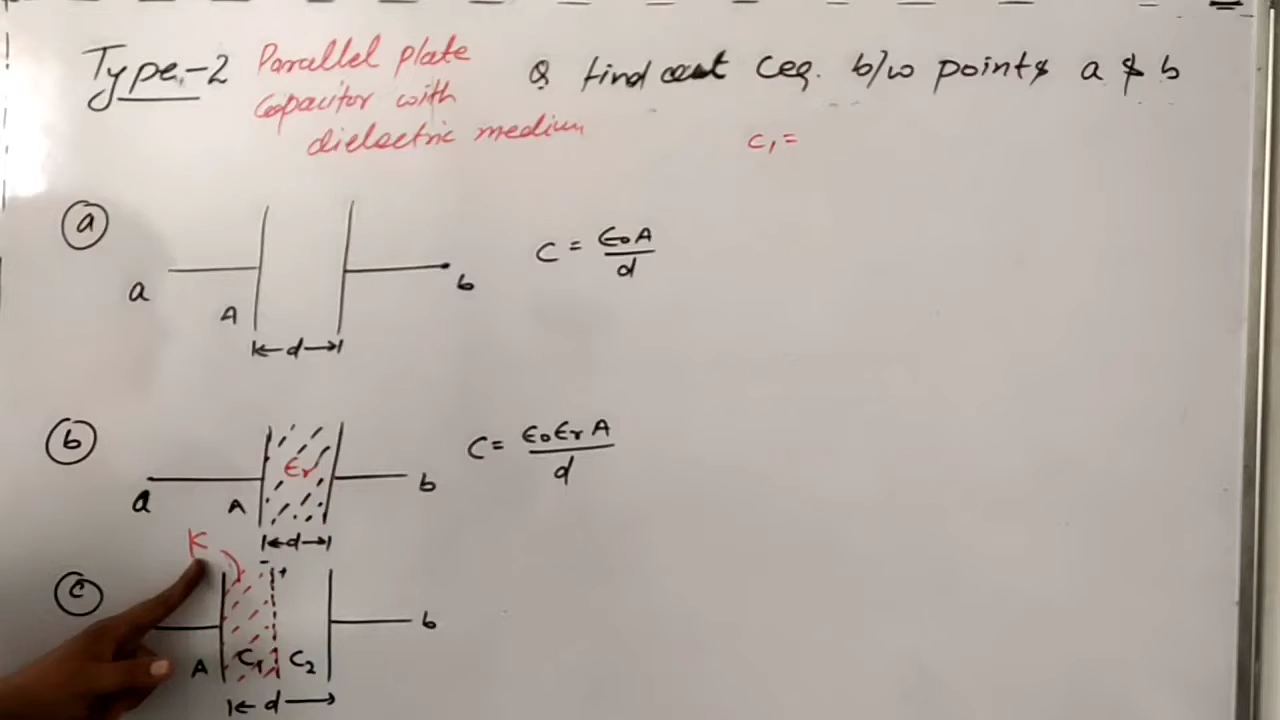 Type-2 Parallel plate capacitor with dielectric medium
Q find Ceq. b/w points a & b
C₁ =
(a)
a A b
d
C = ε₀A/d
(b)
a A εr b
d
C = ε₀εrA/d
K
(c)
- +
A C₁ C₂ b
d